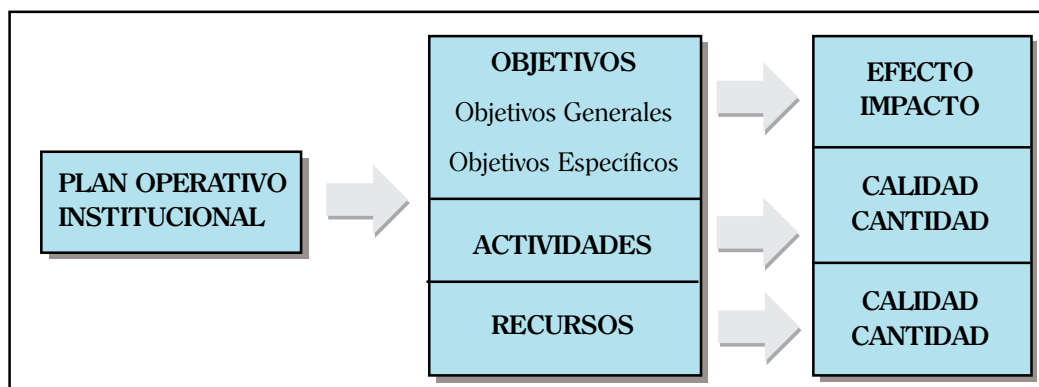 PLAN OPERATIVO
INSTITUCIONAL
OBJETIVOS
Objetivos Generales
Objetivos Específicos
ACTIVIDADES
RECURSOS
EFECTO
IMPACTO
CALIDAD
CANTIDAD
CALIDAD
CANTIDAD